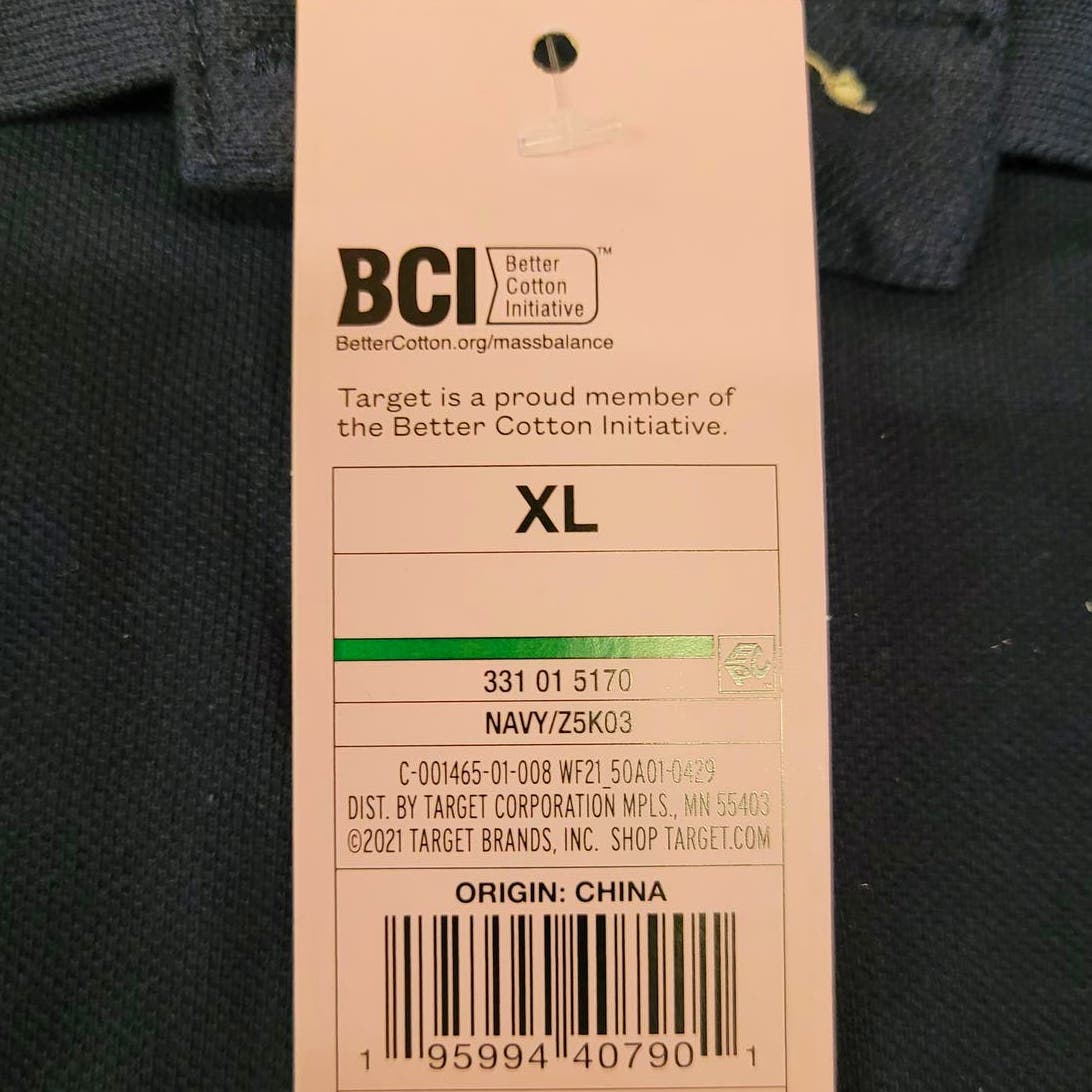 BCI Better Cotton Initiative™
BetterCotton.org/massbalance
Target is a proud member of
the Better Cotton Initiative.
XL
331 01 5170
NAVY/Z5K03
C-001465-01-008 WF21_50A01-0429
DIST. BY TARGET CORPORATION MPLS., MN 55403
©2021 TARGET BRANDS, INC. SHOP TARGET.COM
ORIGIN: CHINA
1 95994 40790 1